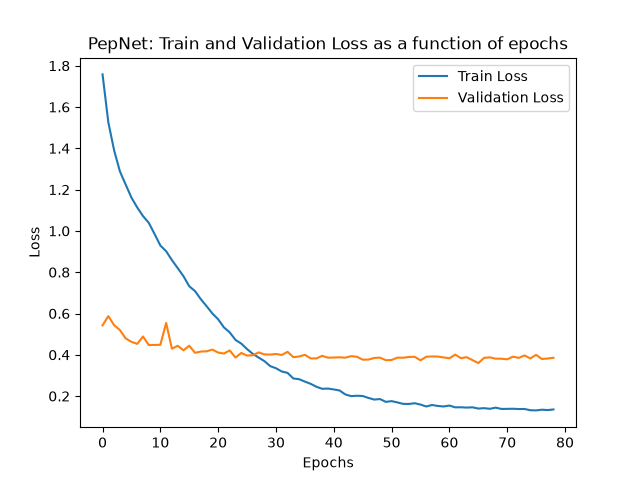 PepNet: Train and Validation Loss as a function of epochs
Train Loss
Validation Loss
Loss
1.8
1.6
1.4
1.2
1.0
0.8
0.6
0.4
0.2
0 10 20 30 40 50 60 70 80
Epochs